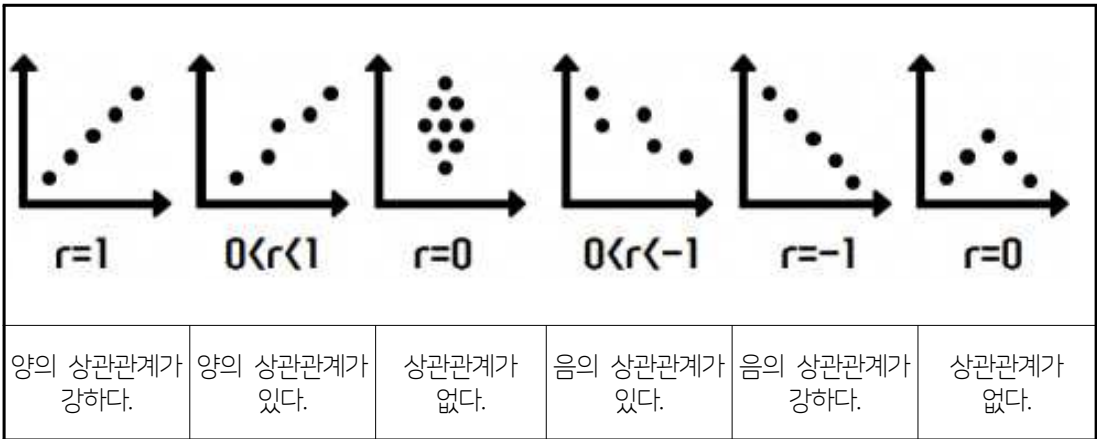 r=1
0<r<1
r=0
0<r<-1
r=-1
r=0
양의 상관관계가
강하다.
양의 상관관계가
있다.
상관관계가
없다.
음의 상관관계가
있다.
음의 상관관계가
강하다.
상관관계가
없다.